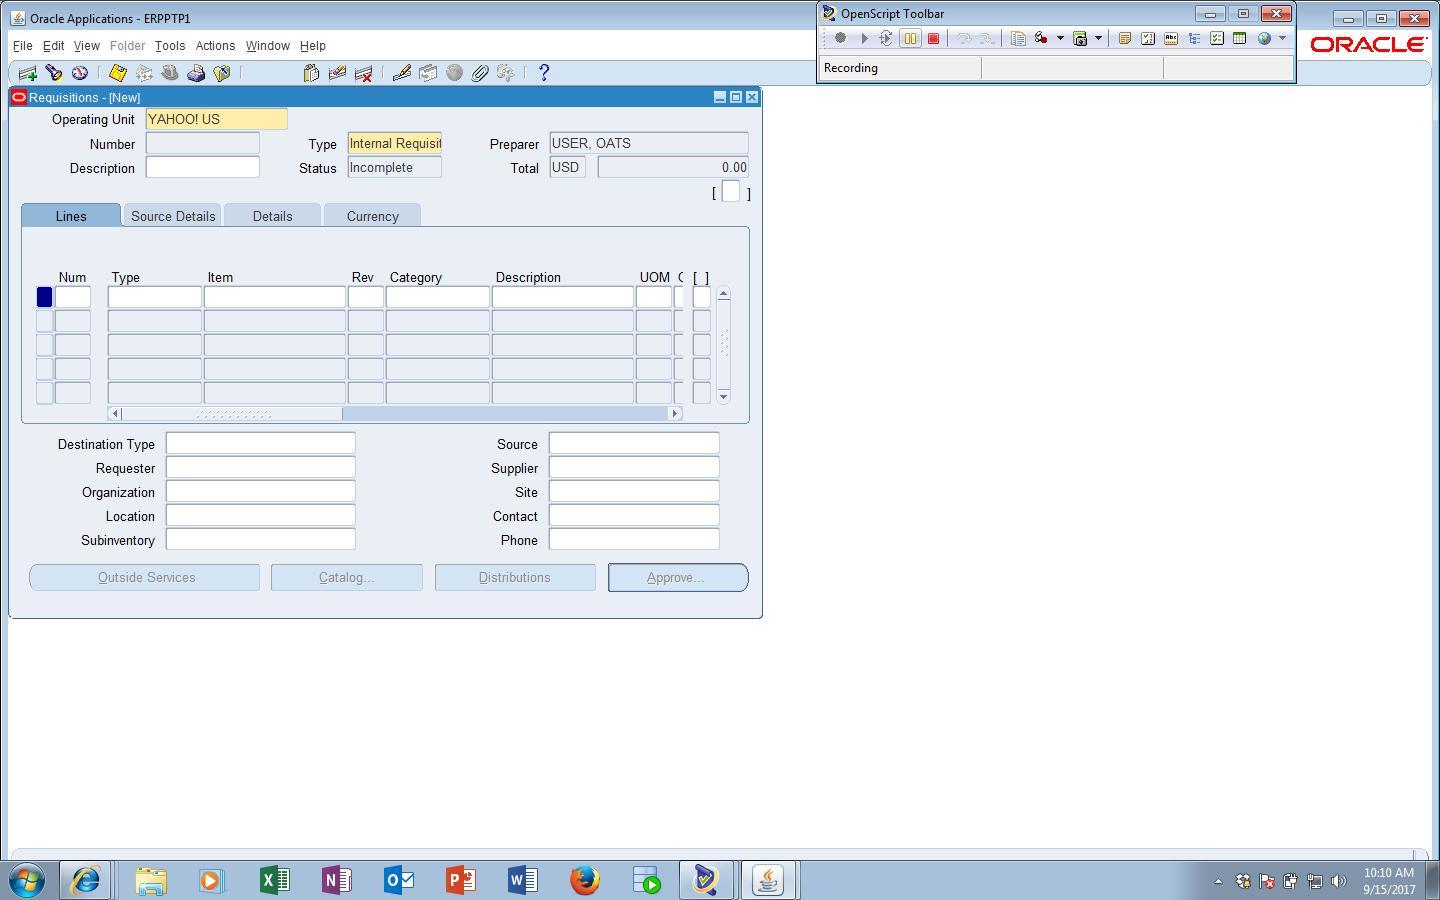 Oracle Applications - ERPPTP1
OpenScript Toolbar
File Edit View Folder Tools Actions Window Help
ORACLE
Recording
Requisitions - [New]
Operating Unit YAHOO! US
Number Type Internal Requisit Preparer USER, OATS
Description Status Incomplete Total USD 0.00
[ ]
Lines Source Details Details Currency
Num Type Item Rev Category Description UOM [ ]
Destination Type Source
Requester Supplier
Organization Site
Location Contact
Subinventory Phone
Outside Services Catalog... Distributions Approve...
10:10 AM
9/15/2017